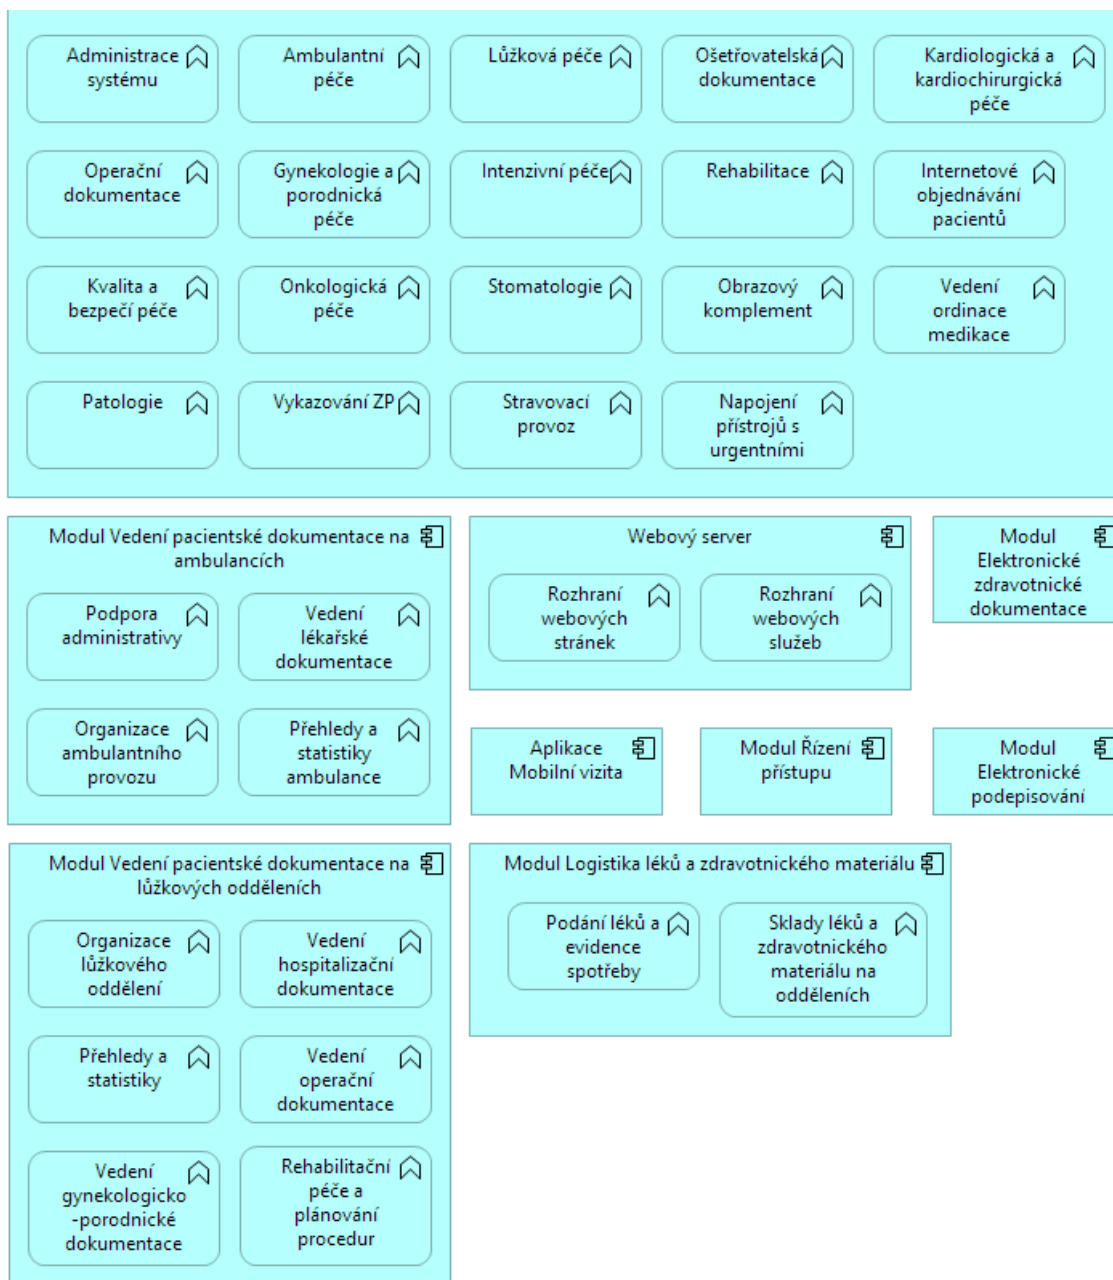 Administrace
systému
Ambulantní
péče
Lůžková péče
Ošetřovatelská
dokumentace
Kardiologická a
kardiochirurgická
péče
Operační
dokumentace
Gynekologie a
porodnická
péče
Intenzivní péče
Rehabilitace
Internetové
objednávání
pacientů
Kvalita a
bezpečí péče
Onkologická
péče
Stomatologie
Obrazový
komplement
Vedení
ordinace
medikace
Patologie
Vykazování ZP
Stravovací
provoz
Napojení
přístrojů s
urgentními
Modul Vedení pacientské dokumentace na
ambulancích
Podpora
administrativy
Vedení
lékařské
dokumentace
Organizace
ambulantního
provozu
Přehledy a
statistiky
ambulance
Webový server
Rozhraní
webových
stránek
Rozhraní
webových
služeb
Modul
Elektronické
zdravotnické
dokumentace
Aplikace
Mobilní vizita
Modul Řízení
přístupu
Modul
Elektronické
podepisování
Modul Vedení pacientské dokumentace na
lůžkových odděleních
Organizace
lůžkového
oddělení
Vedení
hospitalizační
dokumentace
Přehledy a
statistiky
Vedení
operační
dokumentace
Vedení
gynekologicko
-porodnické
dokumentace
Rehabilitační
péče a
plánování
procedur
Modul Logistika léků a zdravotnického materiálu
Podání léků a
evidence
spotřeby
Sklady léků a
zdravotnického
materiálu na
odděleních